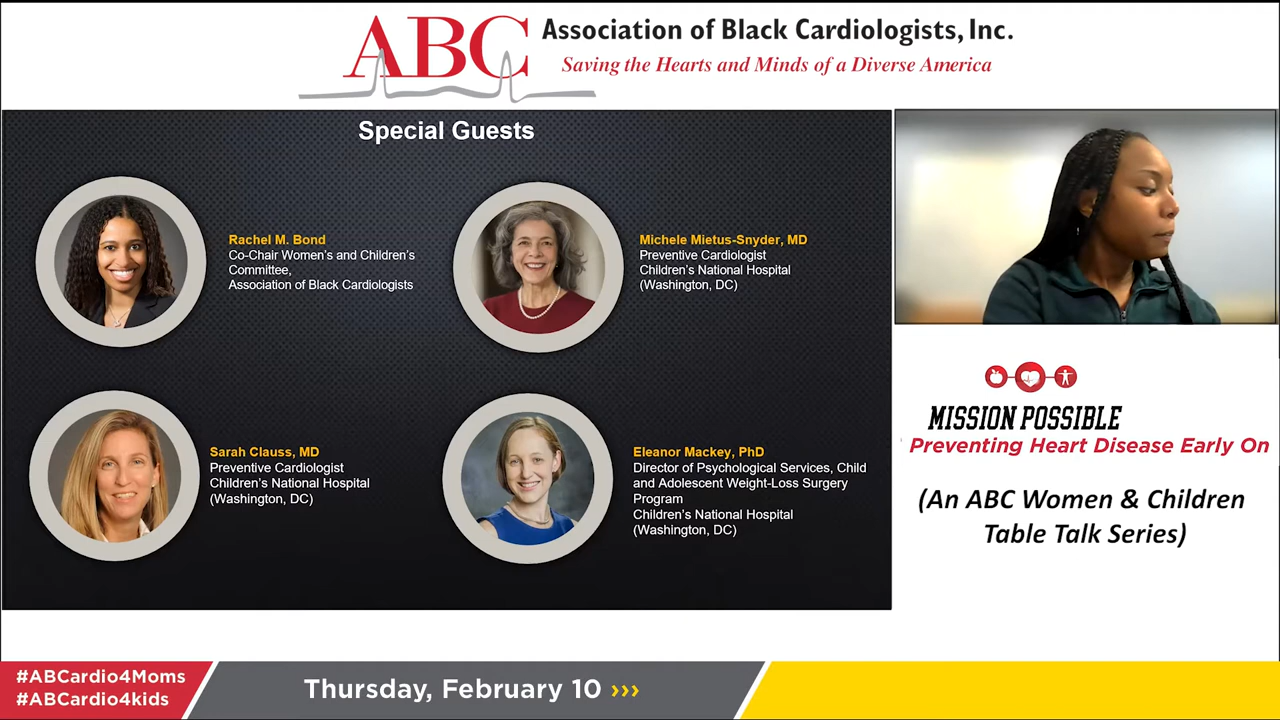 ABC
Association of Black Cardiologists, Inc.
Saving the Hearts and Minds of a Diverse America
Special Guests
Rachel M. Bond
Co-Chair Women's and Children's
Committee,
Association of Black Cardiologists
Michele Mietus-Snyder, MD
Preventive Cardiologist
Children's National Hospital
(Washington, DC)
Sarah Clauss, MD
Preventive Cardiologist
Children's National Hospital
(Washington, DC)
Eleanor Mackey, PhD
Director of Psychological Services, Child
and Adolescent Weight-Loss Surgery
Program
Children's National Hospital
(Washington, DC)
MISSION POSSIBLE
Preventing Heart Disease Early On
(An ABC Women & Children
Table Talk Series)
#ABCardio4Moms
#ABCardio4kids
Thursday, February 10 >>>